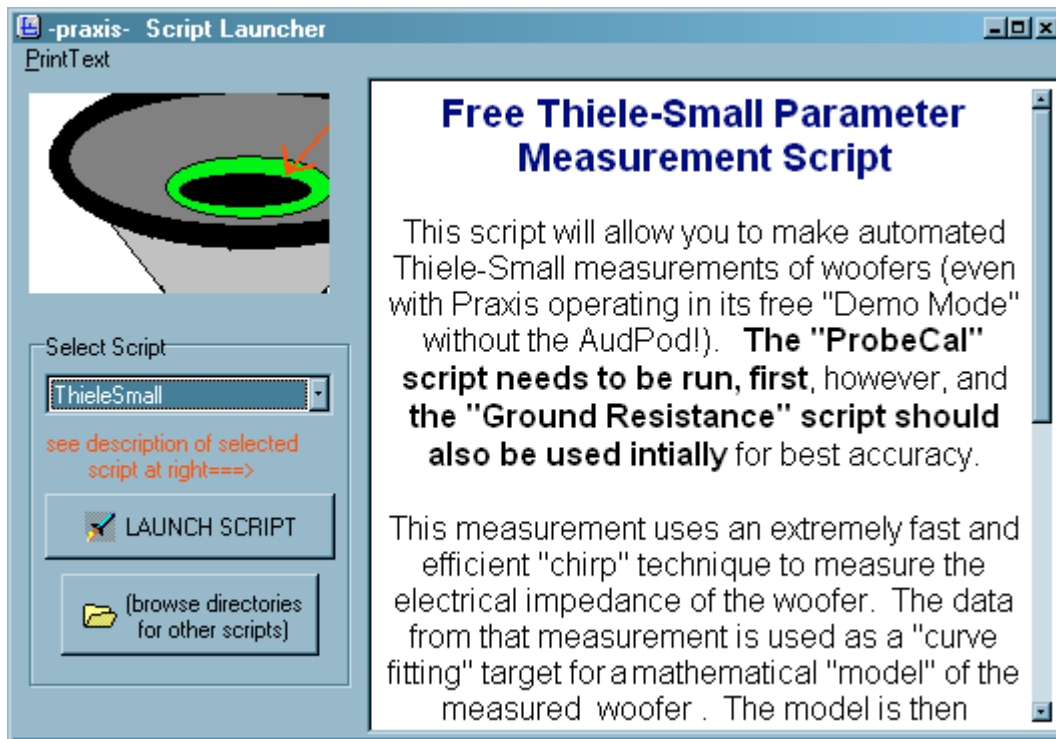 -praxis- Script Launcher
PrintText
Select Script
ThieleSmall
see description of selected
script at right===>
LAUNCH SCRIPT
(browse directories
for other scripts)
Free Thiele-Small Parameter
Measurement Script
This script will allow you to make automated
Thiele-Small measurements of woofers (even
with Praxis operating in its free "Demo Mode"
without the AudPod!). The "ProbeCal"
script needs to be run, first, however, and
the "Ground Resistance" script should
also be used intially for best accuracy.
This measurement uses an extremely fast and
efficient "chirp" technique to measure the
electrical impedance of the woofer. The data
from that measurement is used as a "curve
fitting" target for a mathematical "model" of the
measured woofer . The model is then